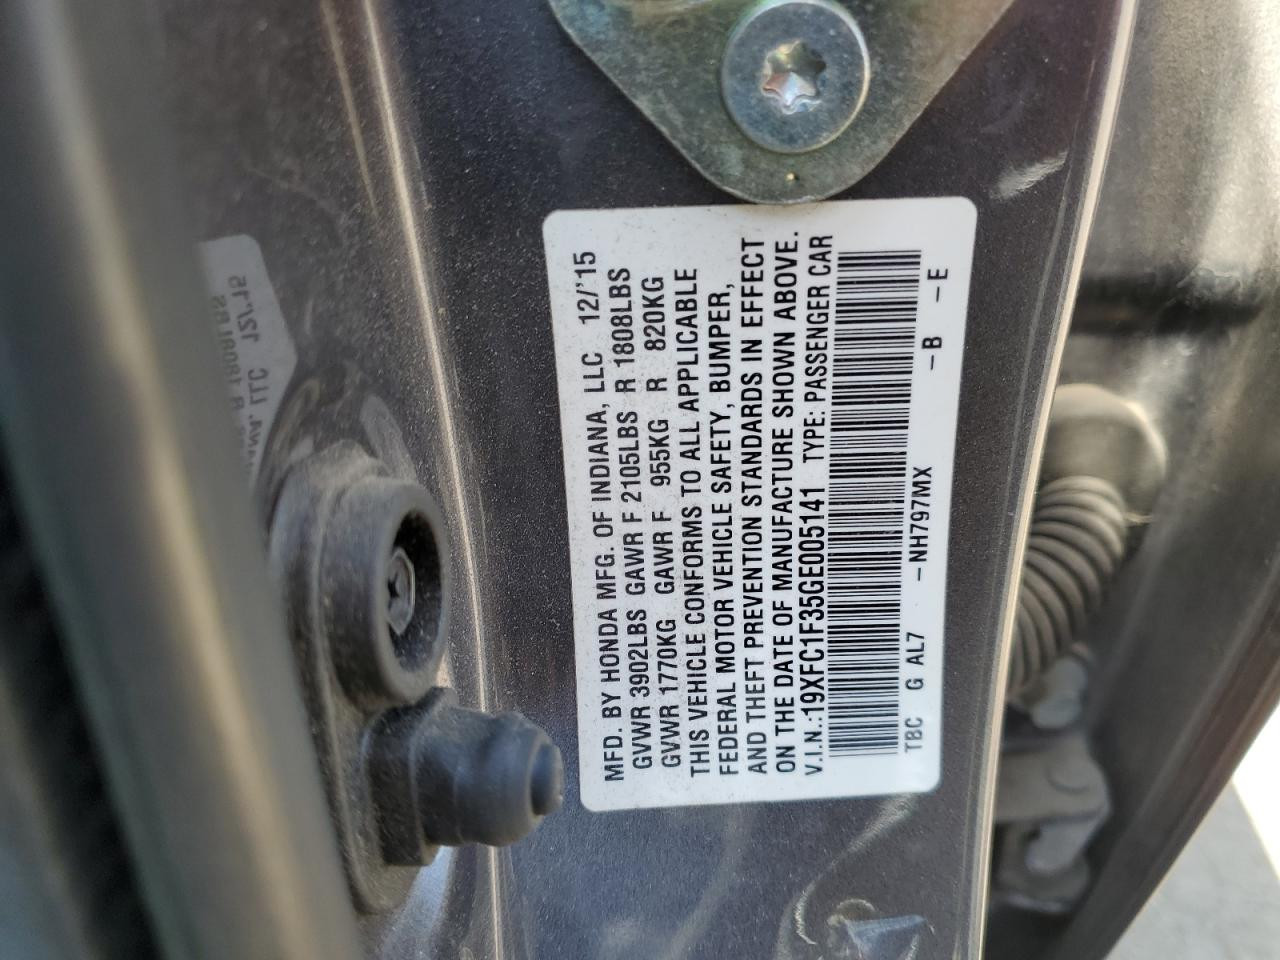 MFD. BY HONDA MFG. OF INDIANA, LLC 12/'15
GVWR 3902LBS GAWR F 2105LBS R 1808LBS
GVWR 1770KG GAWR F 955KG R 820KG
THIS VEHICLE CONFORMS TO ALL APPLICABLE
FEDERAL MOTOR VEHICLE SAFETY, BUMPER,
AND THEFT PREVENTION STANDARDS IN EFFECT
ON THE DATE OF MANUFACTURE SHOWN ABOVE.
V.I.N.:19XFC1F35GE005141 TYPE: PASSENGER CAR
TBC G AL7 -NH797MX -B -E